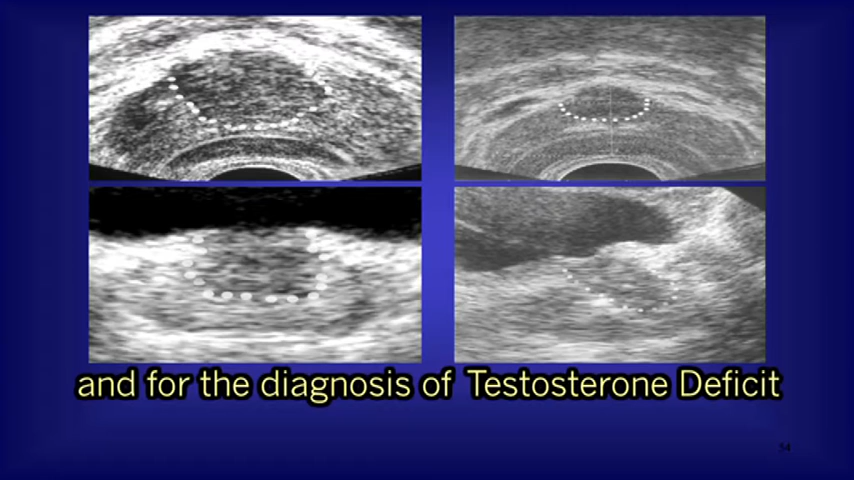 and for the diagnosis of Testosterone Deficit
54